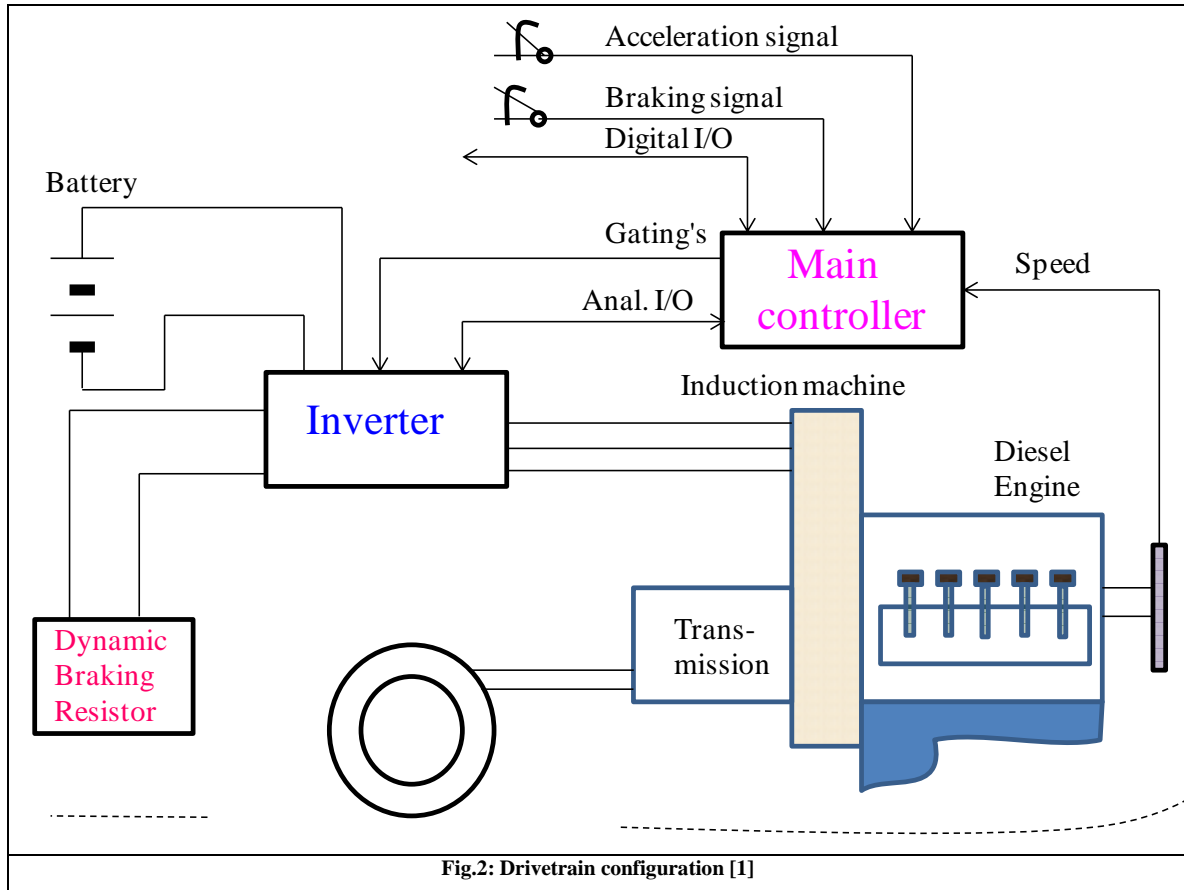 Acceleration signal
Braking signal
Digital I/O
Battery
Gating's
Main
controller
Speed
Anal. I/O
Induction machine
Inverter
Diesel
Engine
Trans-
mission
Dynamic
Braking
Resistor
Fig.2: Drivetrain configuration [1]